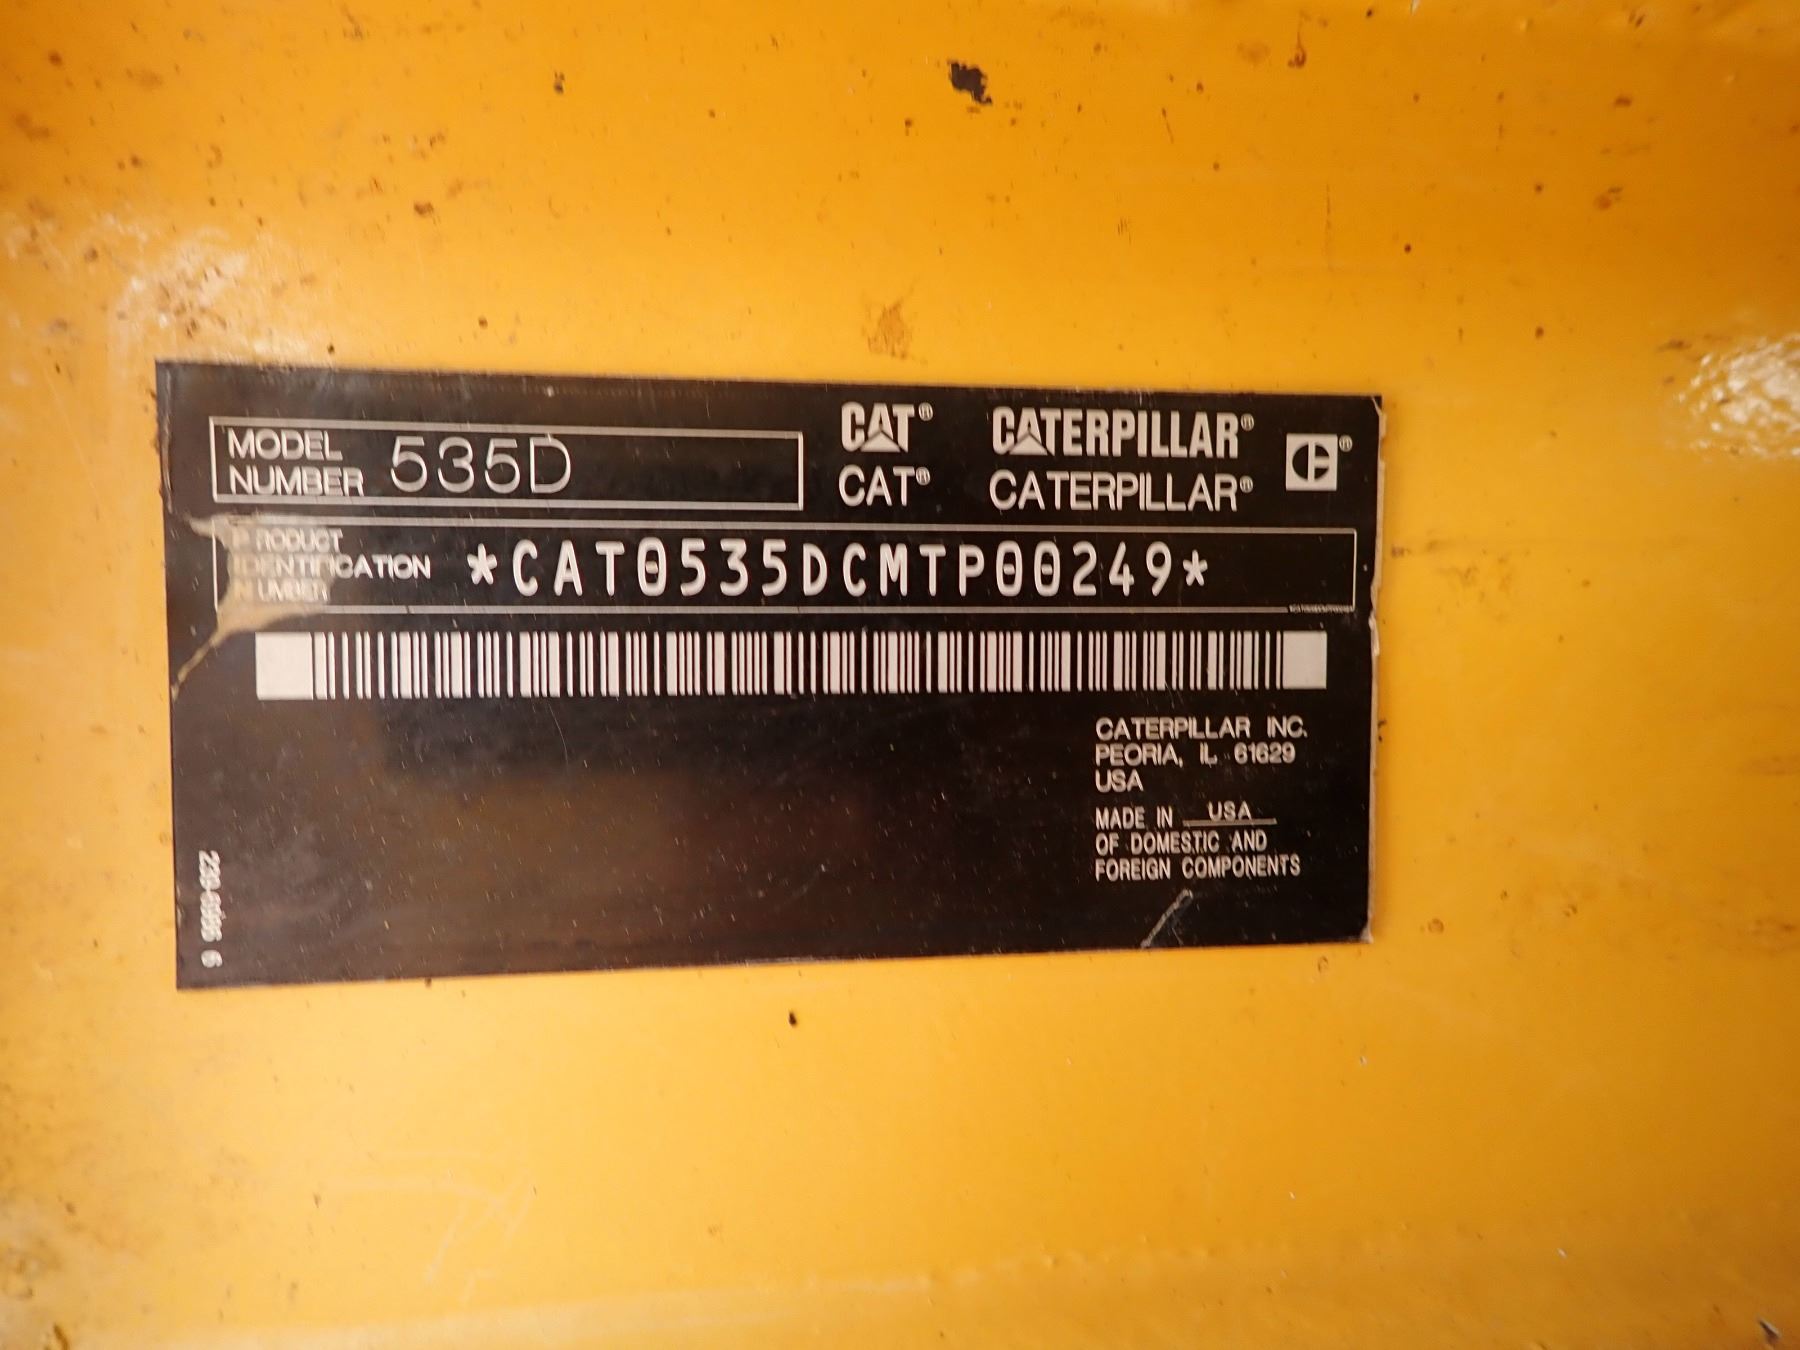 MODEL
NUMBER 535D
CAT® CATERPILLAR®
CAT® CATERPILLAR®
PRODUCT
IDENTIFICATION
NUMBER
*CAT0535DCMTP00249*
CATERPILLAR INC.
PEORIA, IL 61629
USA
MADE IN USA
OF DOMESTIC AND
FOREIGN COMPONENTS